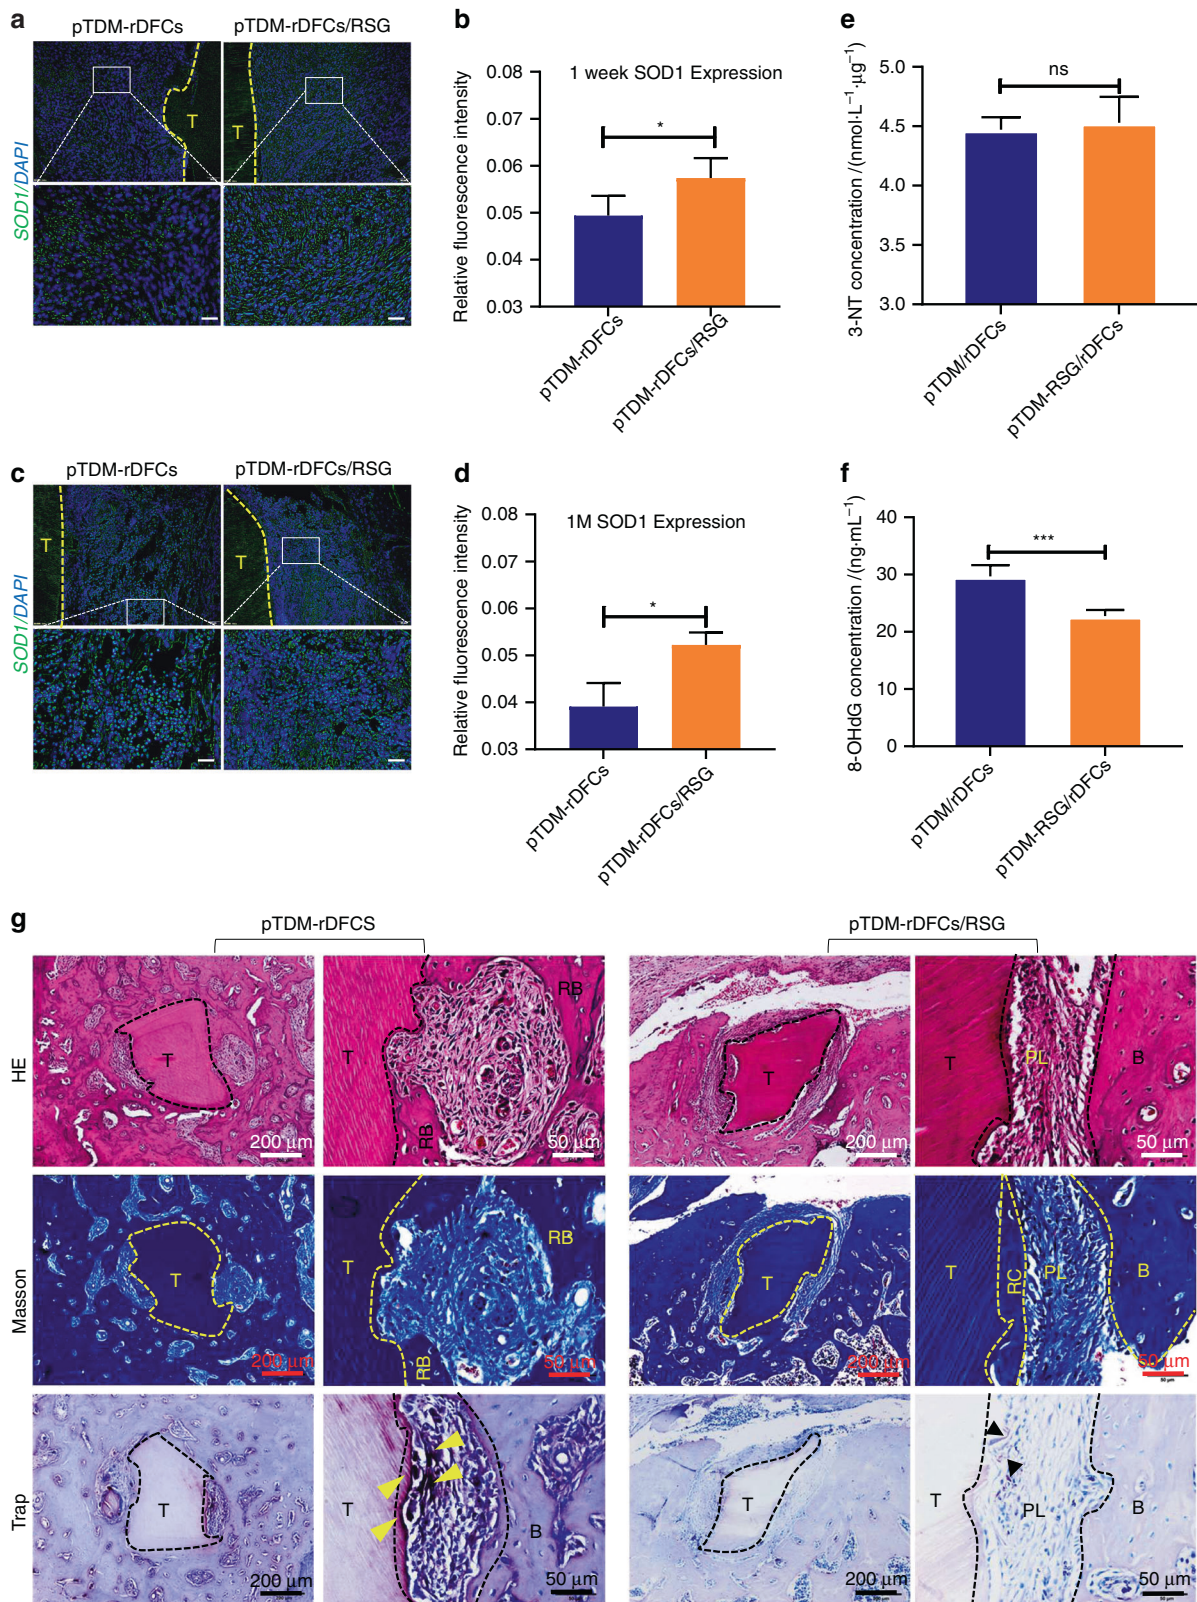 a
pTDM-rDFCs
pTDM-rDFCs/RSG
SOD1/DAPI
T
T
b
1 week SOD1 Expression
Relative fluorescence intensity
0.08
0.07
0.06
0.05
0.04
0.03
*
pTDM-rDFCs
pTDM-rDFCs/RSG
e
3-NT concentration /(nmol·L⁻¹·μg⁻¹)
5.0
4.5
4.0
3.5
3.0
ns
pTDM/rDFCs
pTDM-RSG/rDFCs
c
pTDM-rDFCs
pTDM-rDFCs/RSG
SOD1/DAPI
T
T
d
1M SOD1 Expression
Relative fluorescence intensity
0.08
0.07
0.06
0.05
0.04
0.03
*
pTDM-rDFCs
pTDM-rDFCs/RSG
f
8-OHdG concentration /(ng·mL⁻¹)
40
30
20
10
0
***
pTDM/rDFCs
pTDM-RSG/rDFCs
g
pTDM-rDFCS
pTDM-rDFCs/RSG
HE
T
200 μm
T
RB
RB
50 μm
T
200 μm
T
PL
B
50 μm
Masson
T
200 μm
T
RB
RB
50 μm
T
200 μm
T
RC
PL
B
50 μm
Trap
T
200 μm
T
B
50 μm
T
200 μm
T
PL
B
50 μm